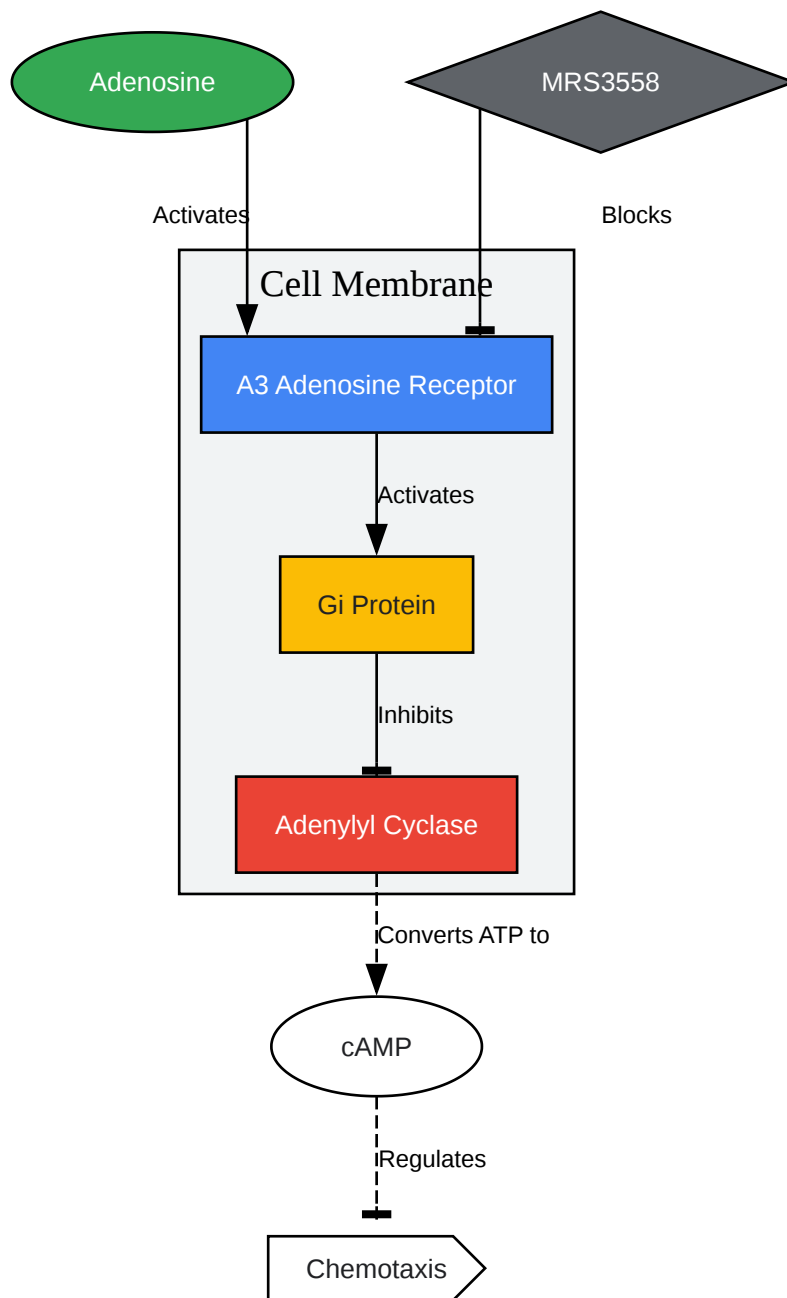 Adenosine
MRS3558
Activates
Blocks
Cell Membrane
A3 Adenosine Receptor
Activates
Gi Protein
Inhibits
Adenylyl Cyclase
Converts ATP to
cAMP
Regulates
Chemotaxis